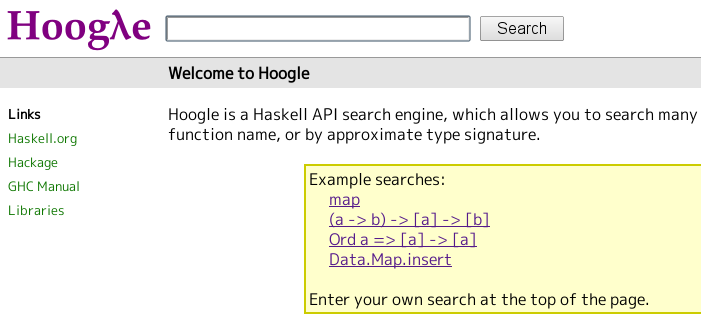 Hoogλe
Search
Welcome to Hoogle
Links
Haskell.org
Hackage
GHC Manual
Libraries
Hoogle is a Haskell API search engine, which allows you to search many
function name, or by approximate type signature.
Example searches:
map
(a -> b) -> [a] -> [b]
Ord a => [a] -> [a]
Data.Map.insert
Enter your own search at the top of the page.